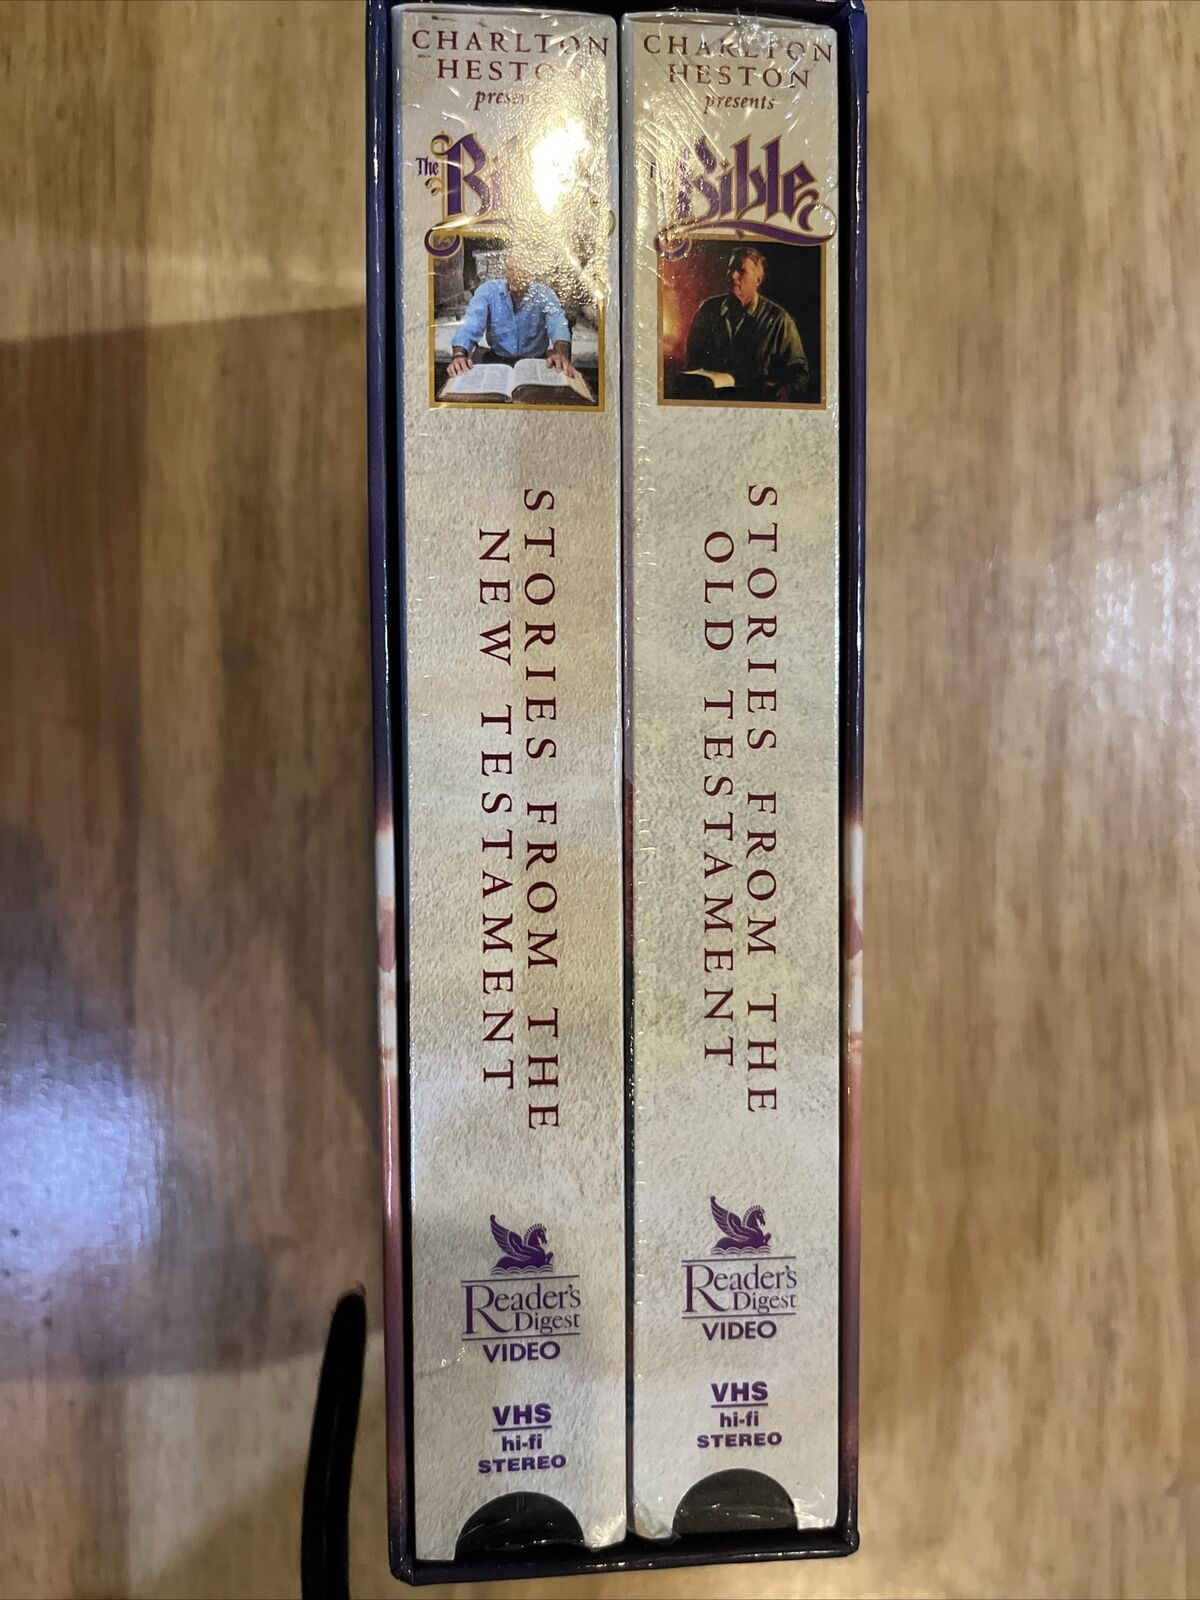 CHARLTON
HESTON
presents
The Bible
STORIES FROM THE
NEW TESTAMENT
Reader's
Digest
VIDEO
VHS
hi-fi
STEREO
CHARLTON
HESTON
presents
The Bible
STORIES FROM THE
OLD TESTAMENT
Reader's
Digest
VIDEO
VHS
hi-fi
STEREO